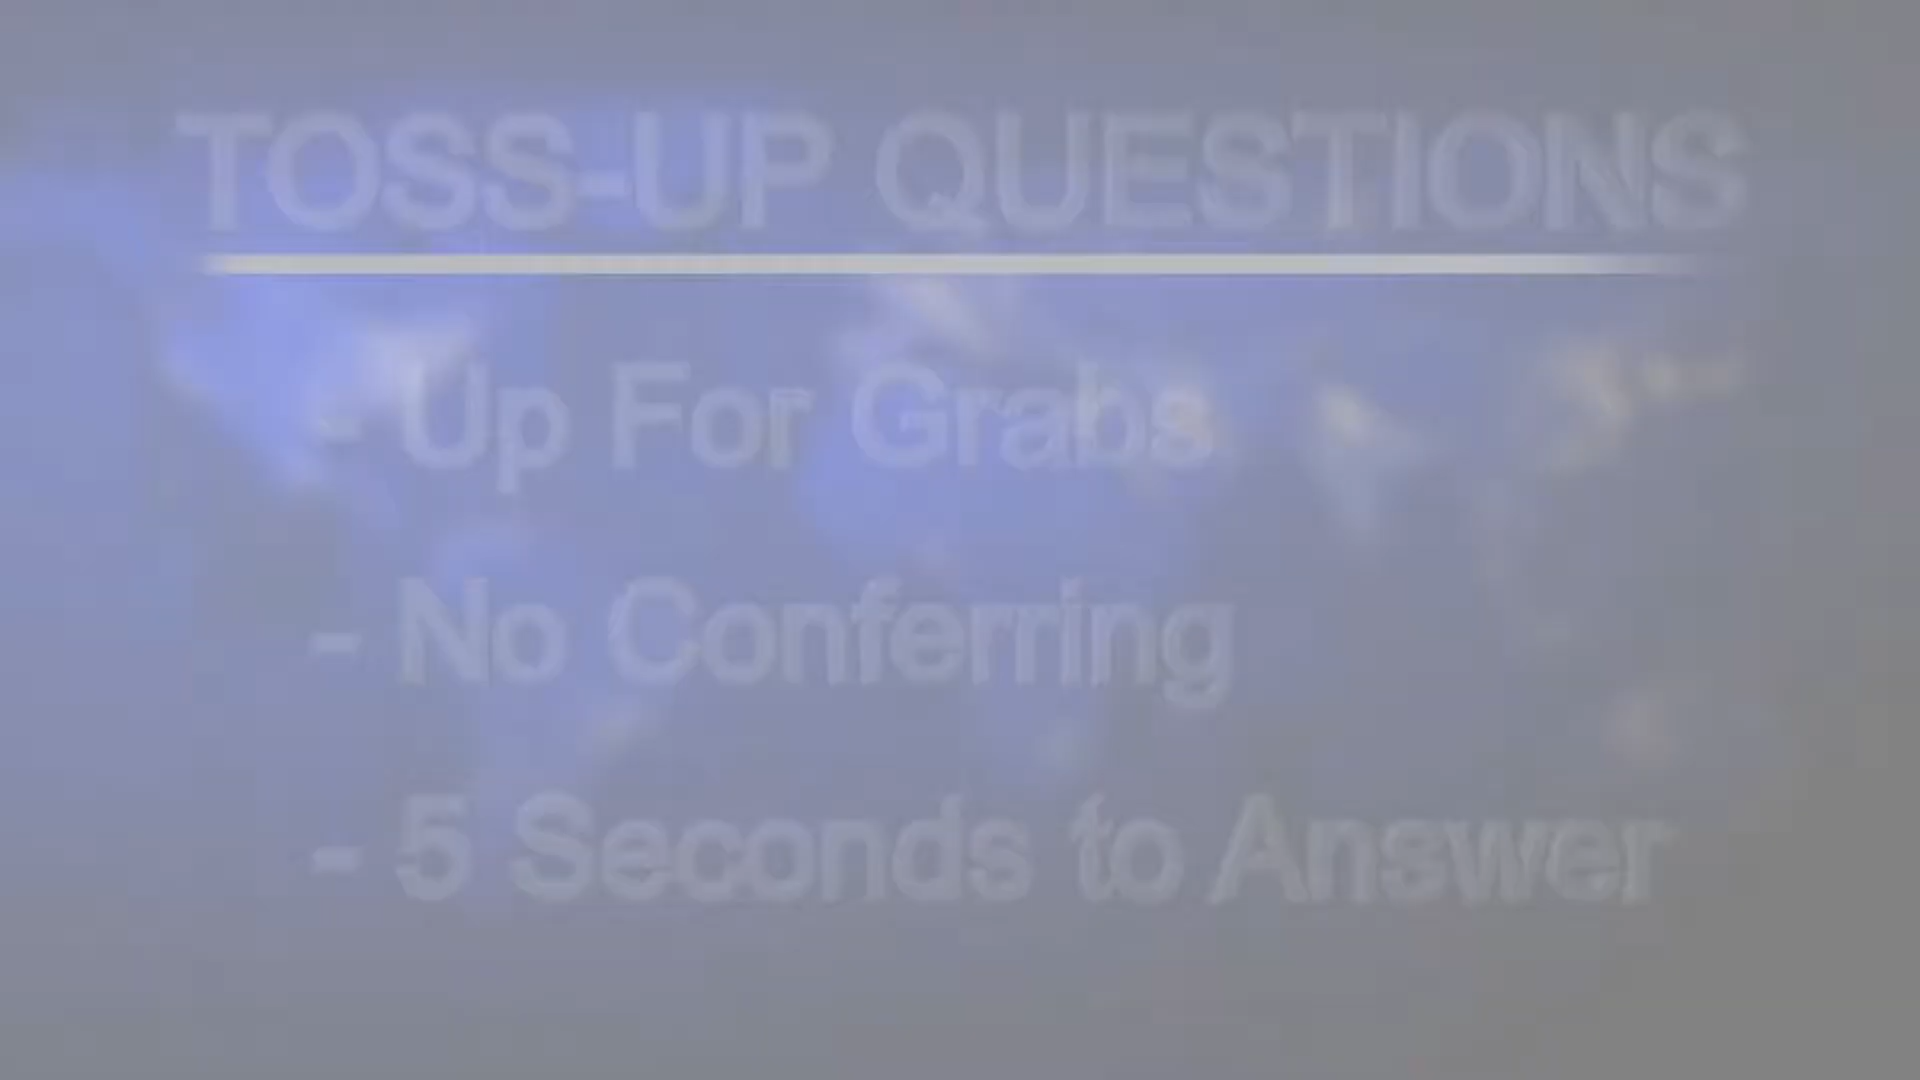 TOSS-UP QUESTIONS
- Up For Grabs
- No Conferring
- 5 Seconds to Answer